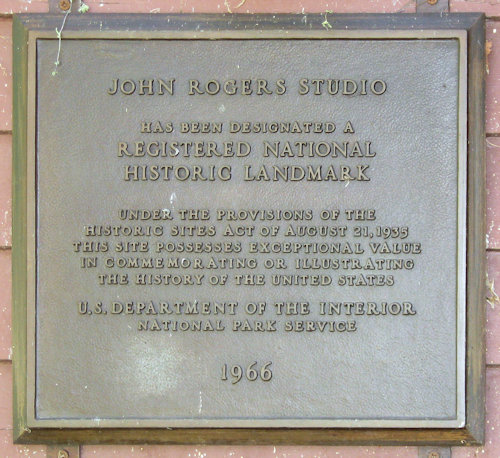 JOHN ROGERS STUDIO
HAS BEEN DESIGNATED A
REGISTERED NATIONAL
HISTORIC LANDMARK
UNDER THE PROVISIONS OF THE
HISTORIC SITES ACT OF AUGUST 21, 1935
THIS SITE POSSESSES EXCEPTIONAL VALUE
IN COMMEMORATING OR ILLUSTRATING
THE HISTORY OF THE UNITED STATES
U.S. DEPARTMENT OF THE INTERIOR
NATIONAL PARK SERVICE
1966